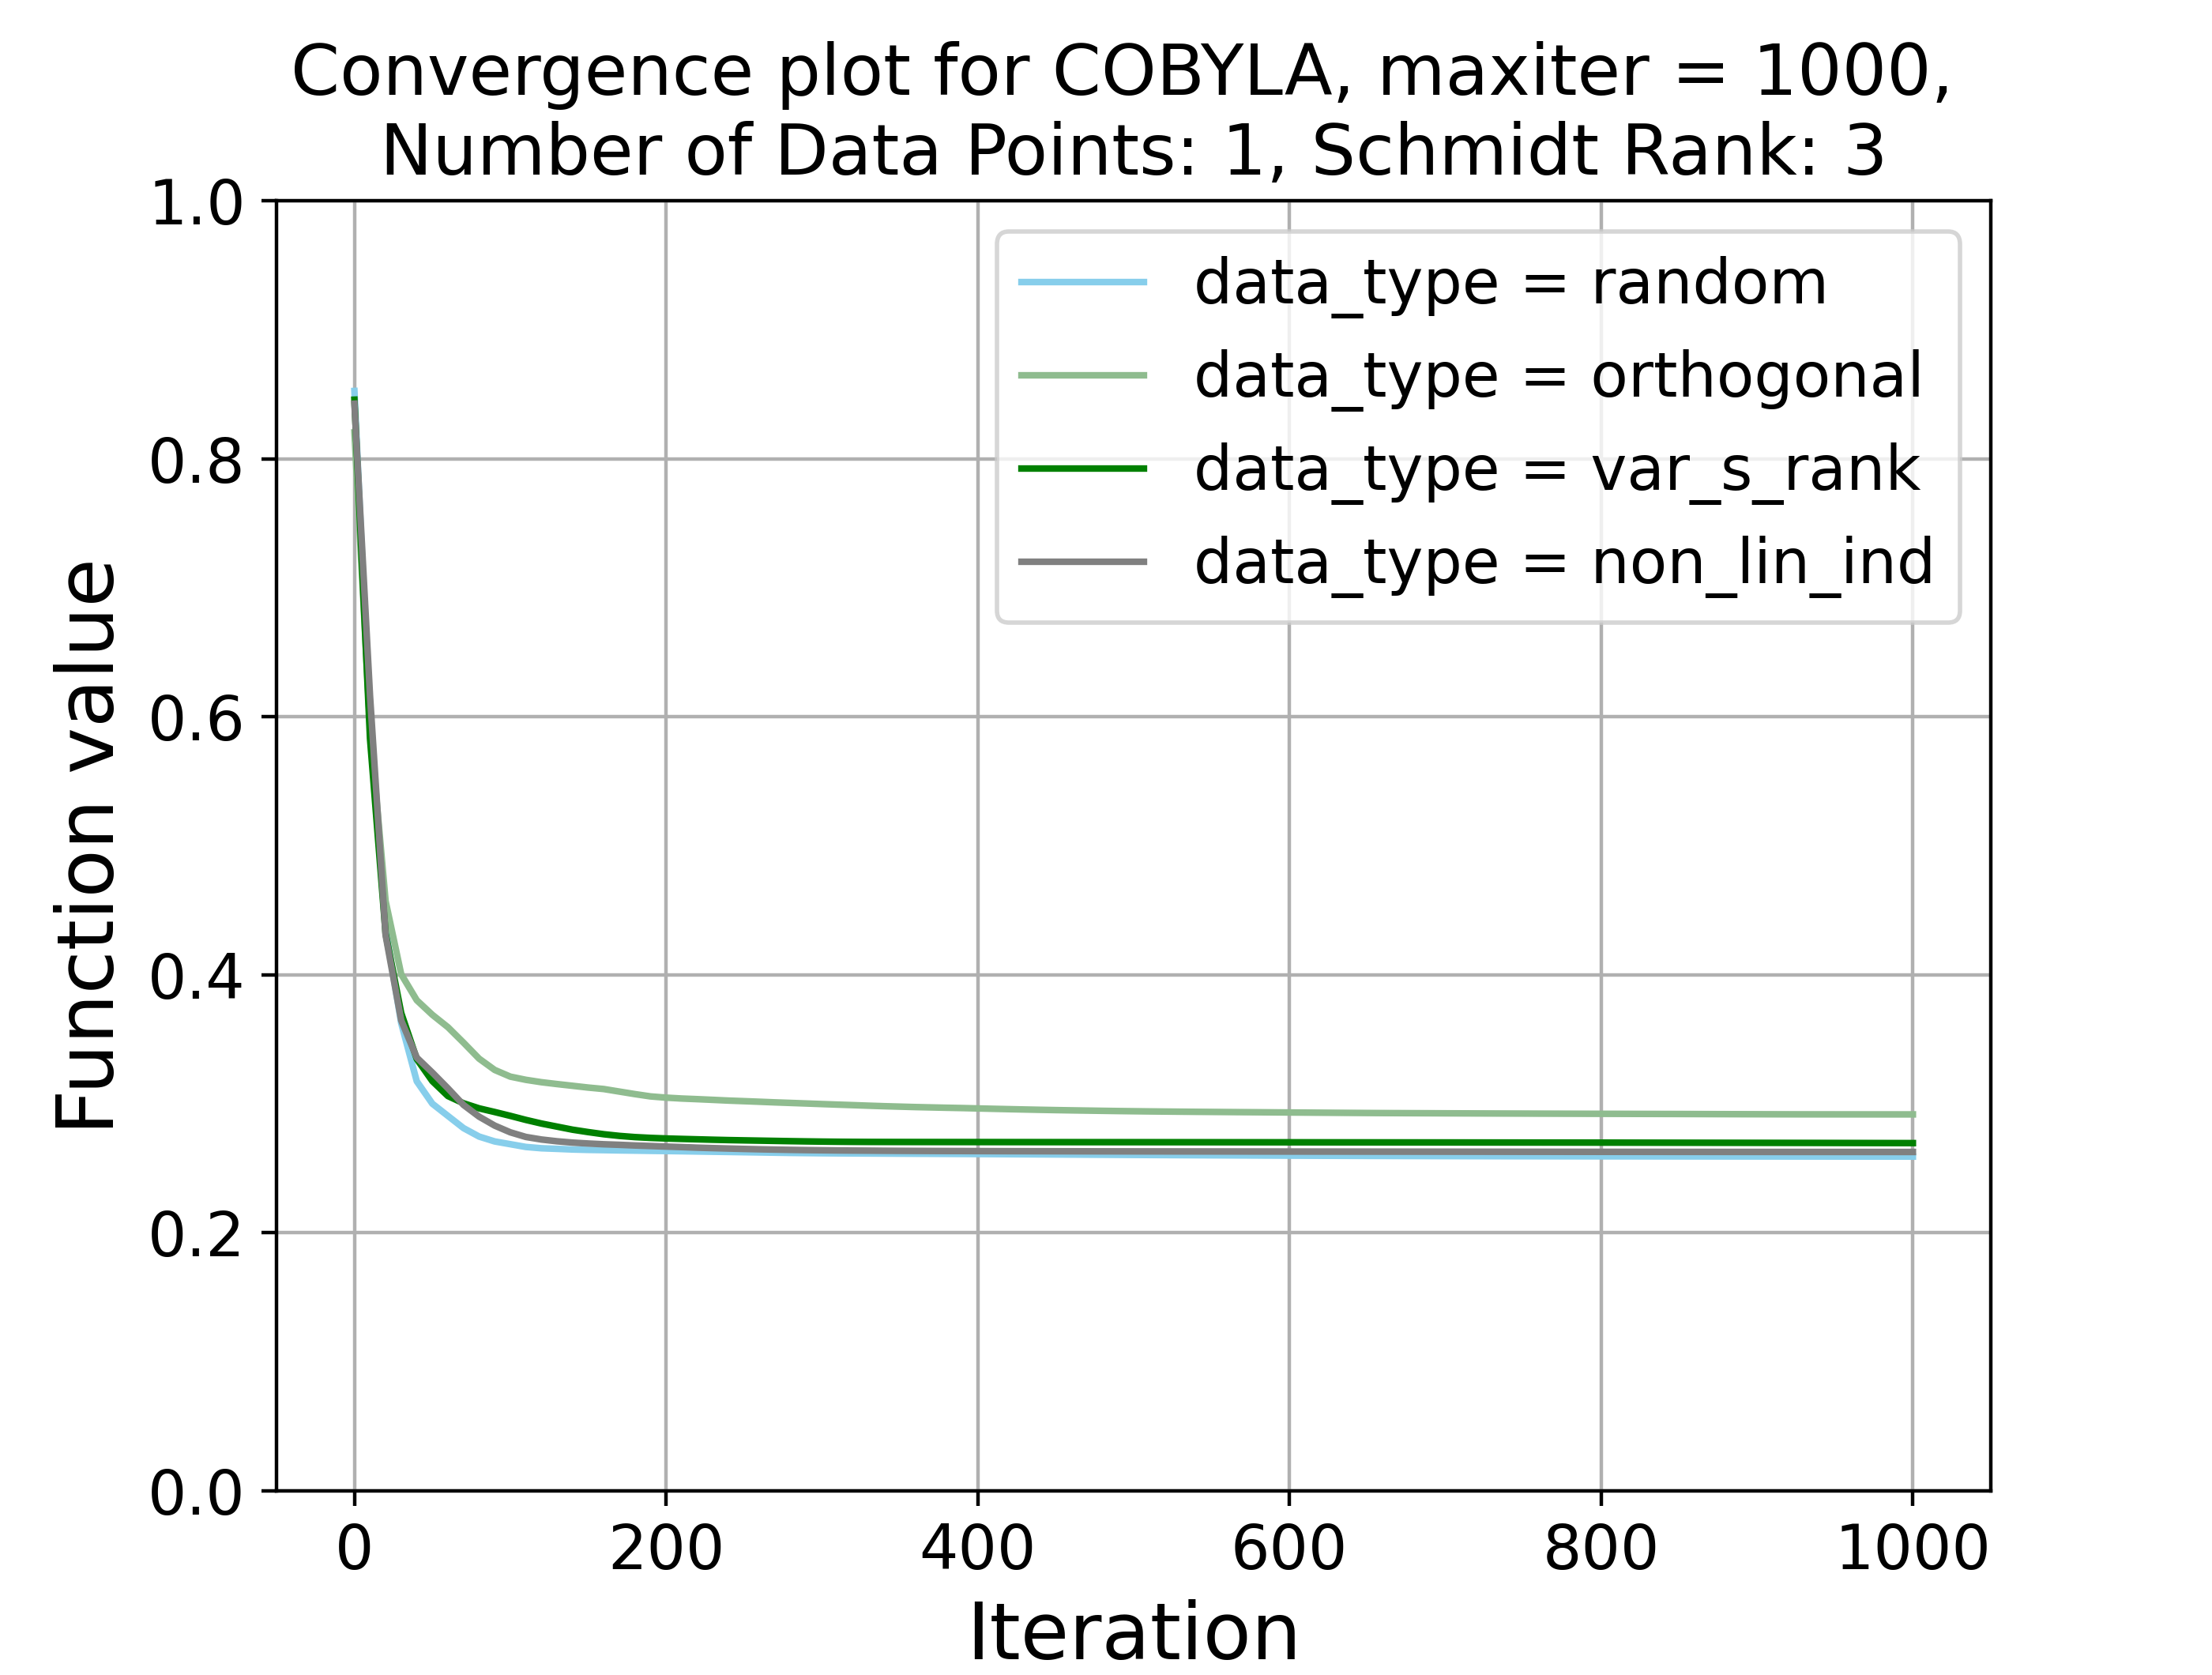 Convergence plot for COBYLA, maxiter = 1000,
Number of Data Points: 1, Schmidt Rank: 3
1.0
0.8
0.6
0.4
0.2
0.0
Function value
data_type = random
data_type = orthogonal
data_type = var_s_rank
data_type = non_lin_ind
0 200 400 600 800 1000
Iteration